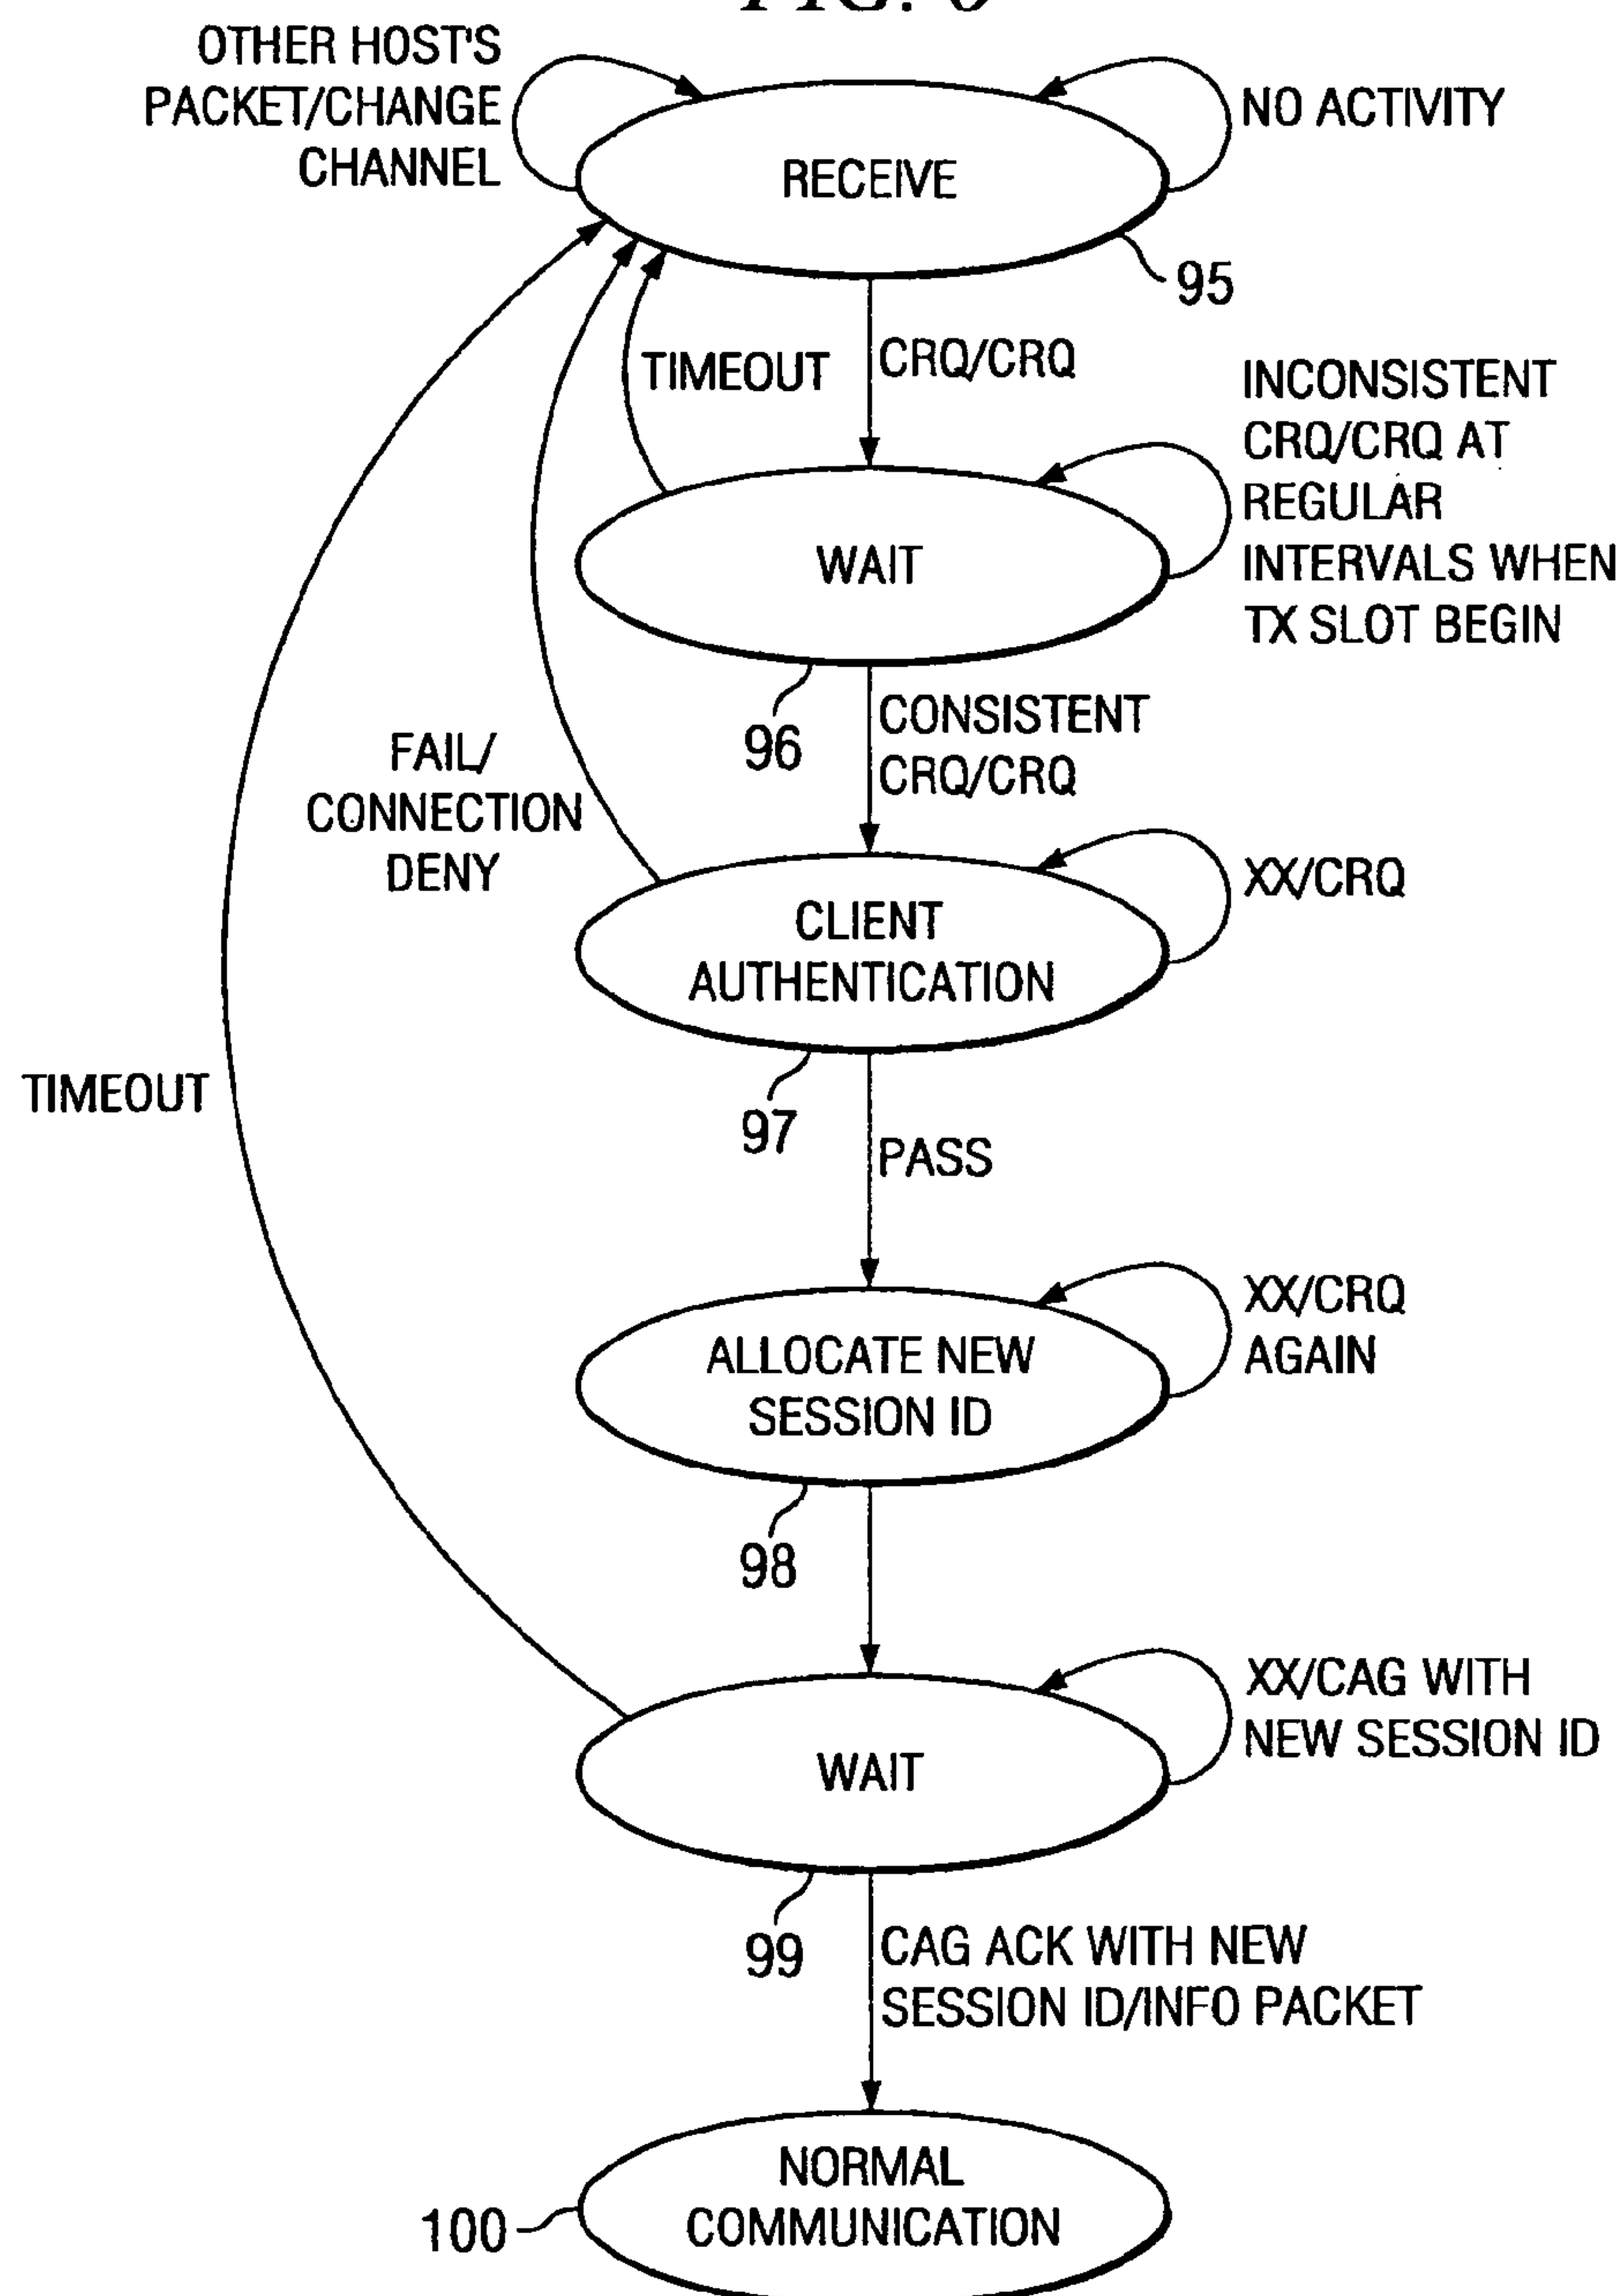 OTHER HOST'S
PACKET/CHANGE
CHANNEL
NO ACTIVITY
RECEIVE
95
TIMEOUT
CRQ/CRQ
INCONSISTENT
CRQ/CRQ AT
REGULAR
INTERVALS WHEN
TX SLOT BEGIN
WAIT
96
CONSISTENT
CRQ/CRQ
FAIL/
CONNECTION
DENY
XX/CRQ
CLIENT
AUTHENTICATION
97
TIMEOUT
PASS
XX/CRQ
AGAIN
ALLOCATE NEW
SESSION ID
98
XX/CAG WITH
NEW SESSION ID
WAIT
99
CAG ACK WITH NEW
SESSION ID/INFO PACKET
NORMAL
COMMUNICATION
100